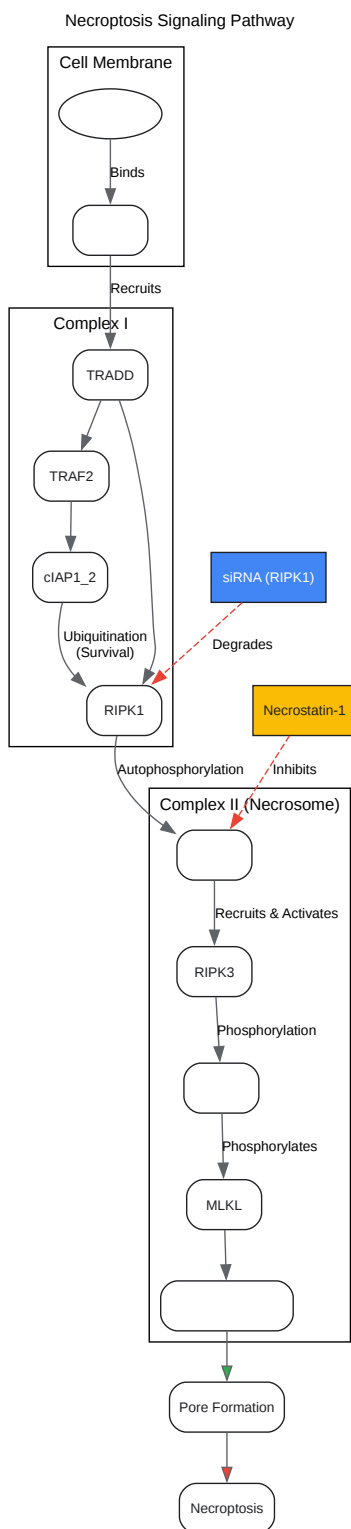 Necroptosis Signaling Pathway
Cell Membrane
Binds
Recruits
Complex I
TRADD
TRAF2
cIAP1_2
siRNA (RIPK1)
Ubiquitination
(Survival)
Degrades
RIPK1
Necrostatin-1
Autophosphorylation
Inhibits
Complex II (Necrosome)
Recruits & Activates
RIPK3
Phosphorylation
Phosphorylates
MLKL
Pore Formation
Necroptosis